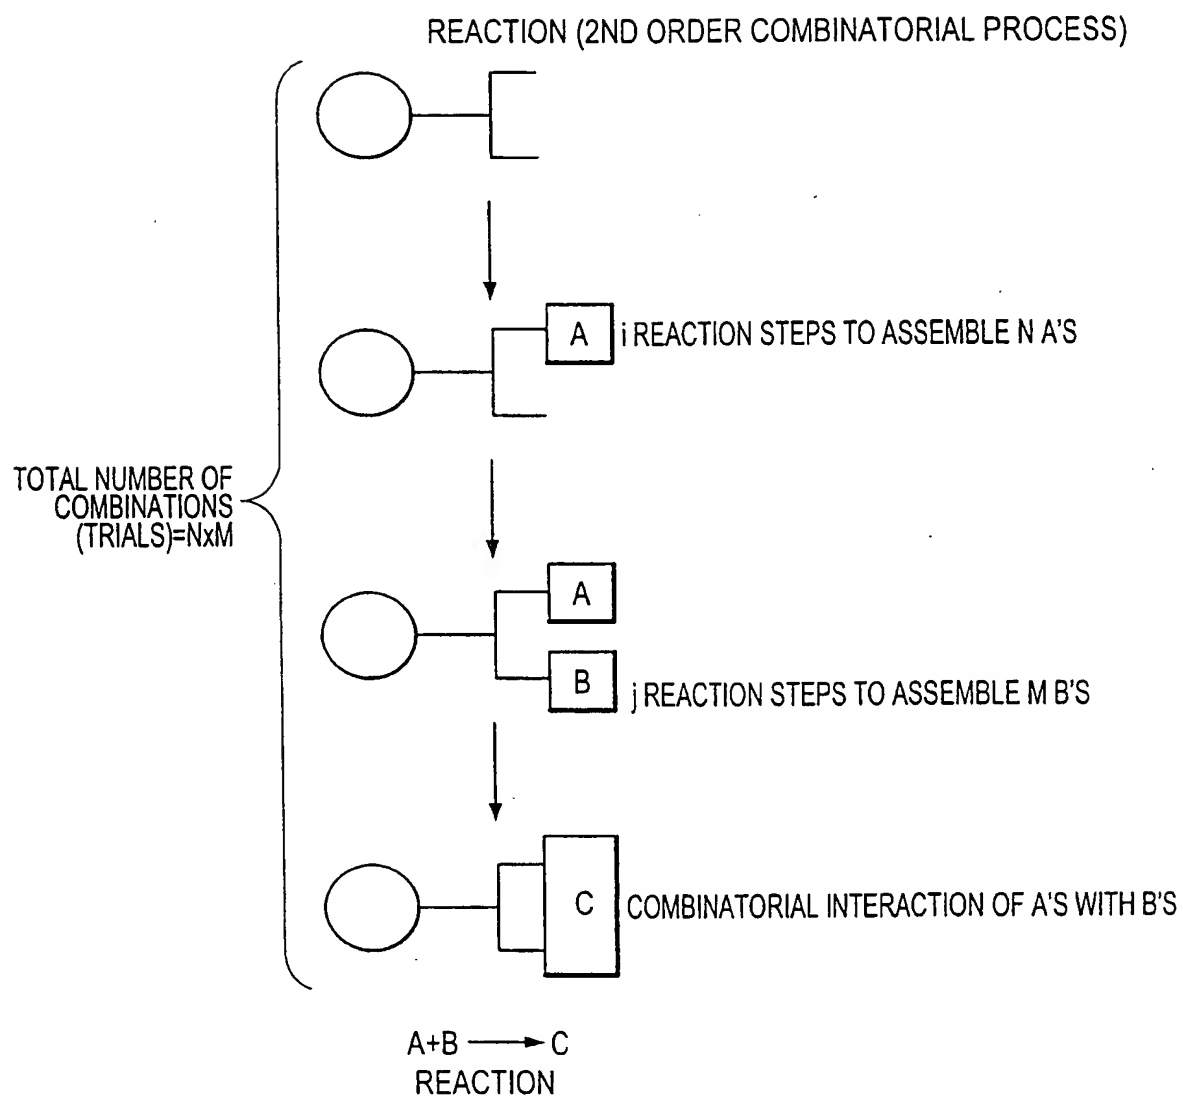 REACTION (2ND ORDER COMBINATORIAL PROCESS)
A
i REACTION STEPS TO ASSEMBLE N A'S
TOTAL NUMBER OF
COMBINATIONS
(TRIALS)=NxM
A
B
j REACTION STEPS TO ASSEMBLE M B'S
C
COMBINATORIAL INTERACTION OF A'S WITH B'S
A+B → C
REACTION